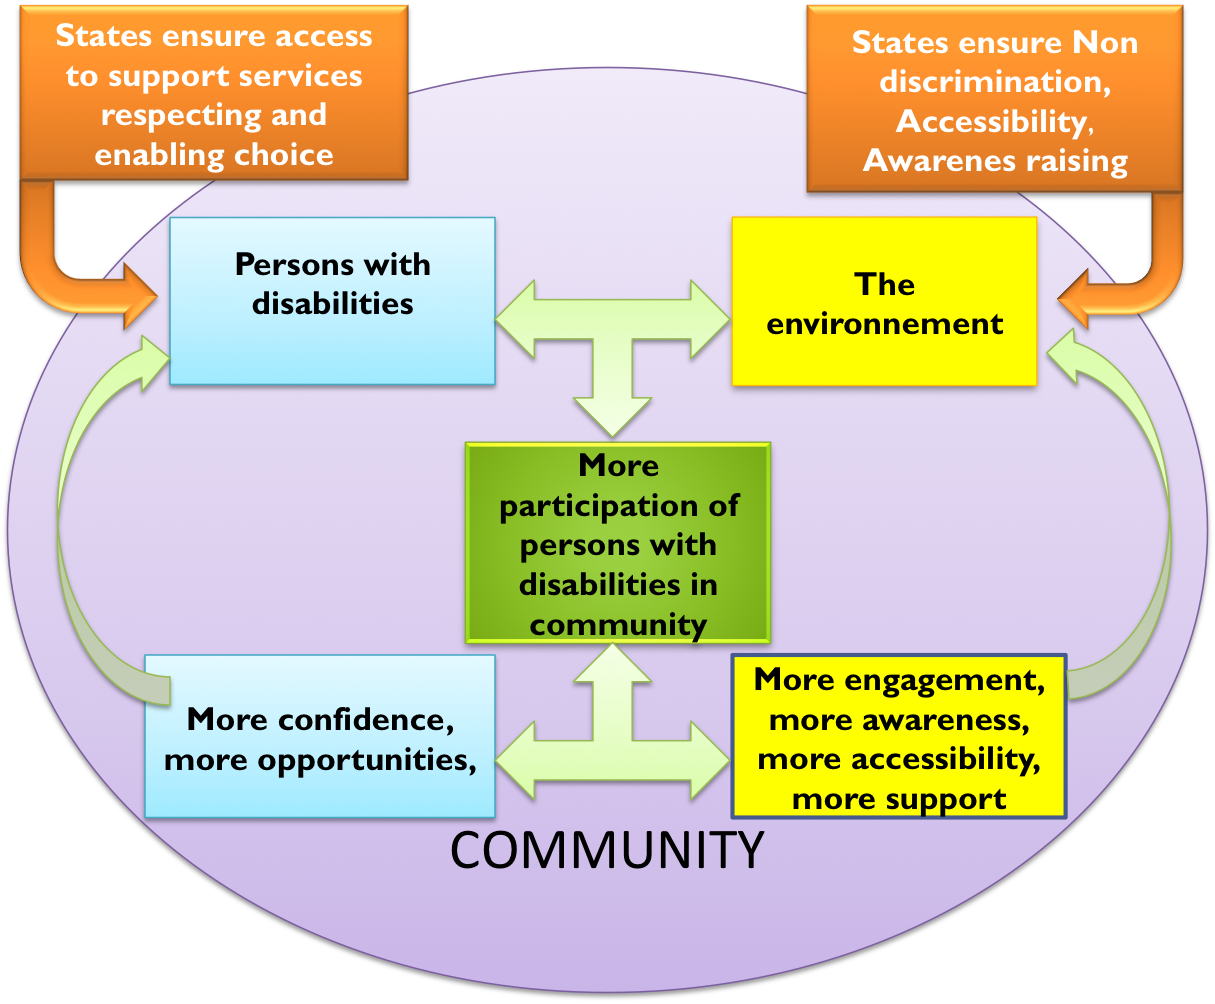 States ensure access
to support services
respecting and
enabling choice
States ensure Non
discrimination,
Accessibility,
Awarenes raising
Persons with
disabilities
The
environnement
More
participation of
persons with
disabilities in
community
More confidence,
more opportunities,
More engagement,
more awareness,
more accessibility,
more support
COMMUNITY